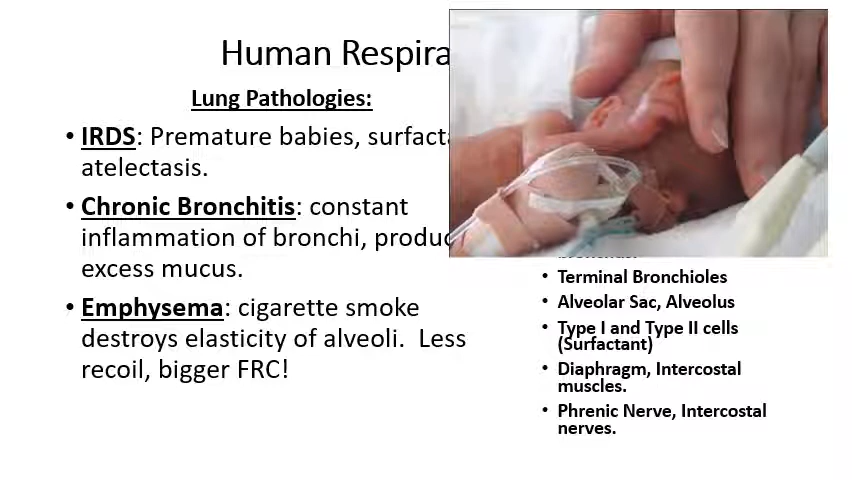 Human Respira
Lung Pathologies:
• IRDS: Premature babies, surfacta
atelectasis.
• Chronic Bronchitis: constant
inflammation of bronchi, produc
excess mucus.
• Emphysema: cigarette smoke
destroys elasticity of alveoli.  Less
recoil, bigger FRC!
• Terminal Bronchioles
• Alveolar Sac, Alveolus
• Type I and Type II cells
(Surfactant)
• Diaphragm, Intercostal
muscles.
• Phrenic Nerve, Intercostal
nerves.